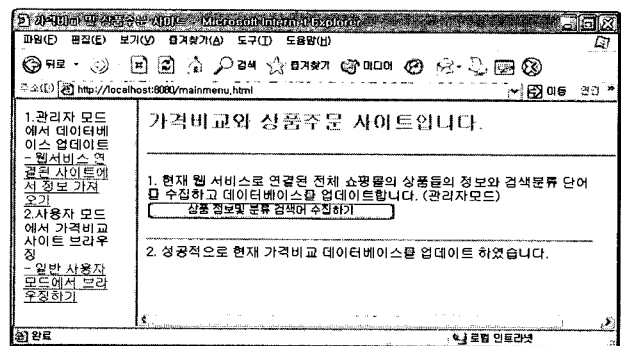 가격비교 및 상품주문 사이트 - Microsoft Internet Explorer
파일(F) 편집(E) 보기(V) 즐겨찾기(A) 도구(T) 도움말(H)
뒤로 검색 즐겨찾기 미디어
주소(D) http://localhost:8080/mainmenu.html 이동 연결 »
1.관리자 모드
에서 데이터베
이스 업데이트
- 웹서비스 연
결된 사이트에
서 정보 가져
오기
2.사용자 모드
에서 가격비교
사이트 브라우
징
- 일반 사용자
모드에서 브라
우징하기
가격비교와 상품주문 사이트입니다.
1. 현재 웹 서비스로 연결된 전체 쇼핑몰의 상품들의 정보와 검색분류 단어
를 수집하고 데이터베이스를 업데이트합니다. (관리자모드)
상품 정보및 분류 검색어 수집하기
2. 성공적으로 현재 가격비교 데이터베이스를 업데이트 하였습니다.
완료
로컬 인트라넷